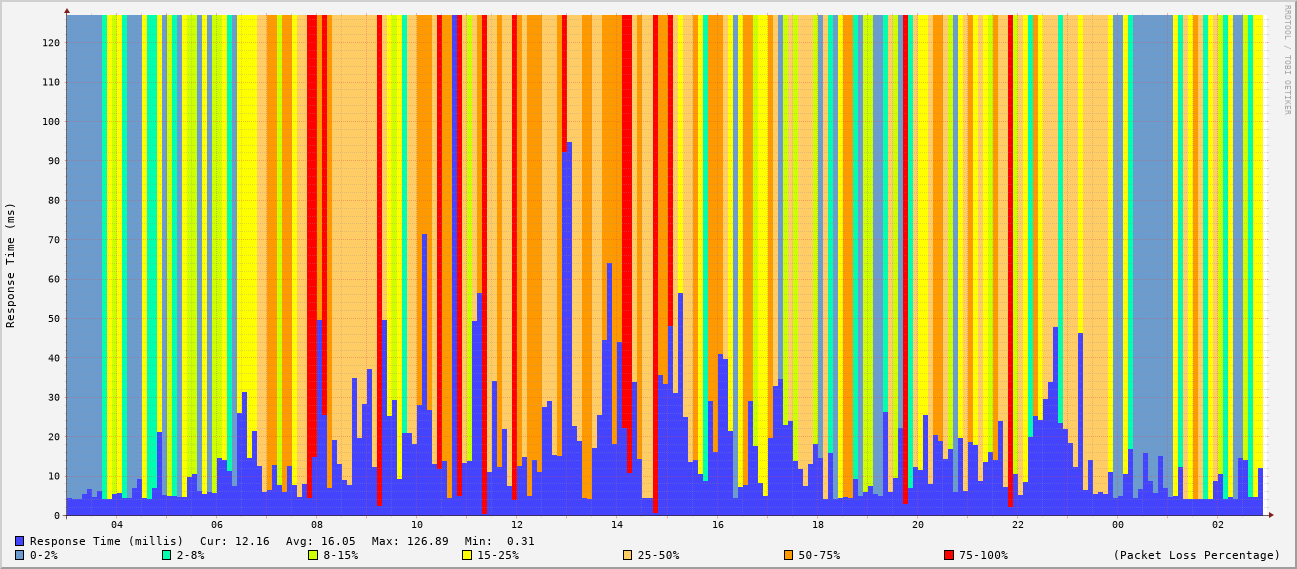 RRDTOOL / TOBI OETIKER
Response Time (ms)
120
110
100
90
80
70
60
50
40
30
20
10
0
04 06 08 10 12 14 16 18 20 22 00 02
Response Time (millis) Cur: 12.16 Avg: 16.05 Max: 126.89 Min: 0.31
0-2% 2-8% 8-15% 15-25% 25-50% 50-75% 75-100% (Packet Loss Percentage)